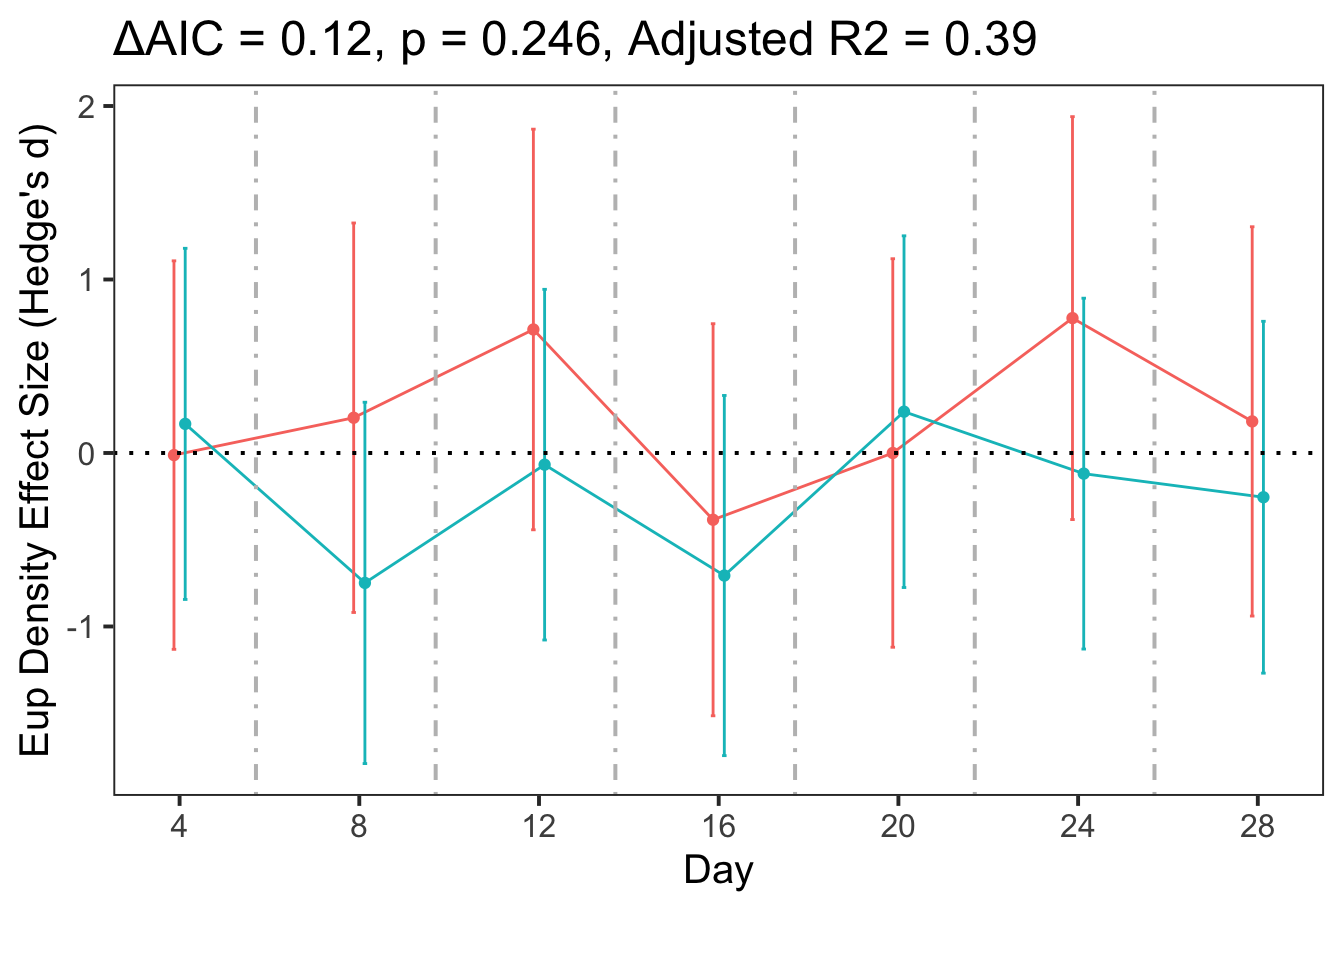 ΔAIC = 0.12, p = 0.246, Adjusted R2 = 0.39
Eup Density Effect Size (Hedge's d)
2
1
0
-1
4 8 12 16 20 24 28
Day